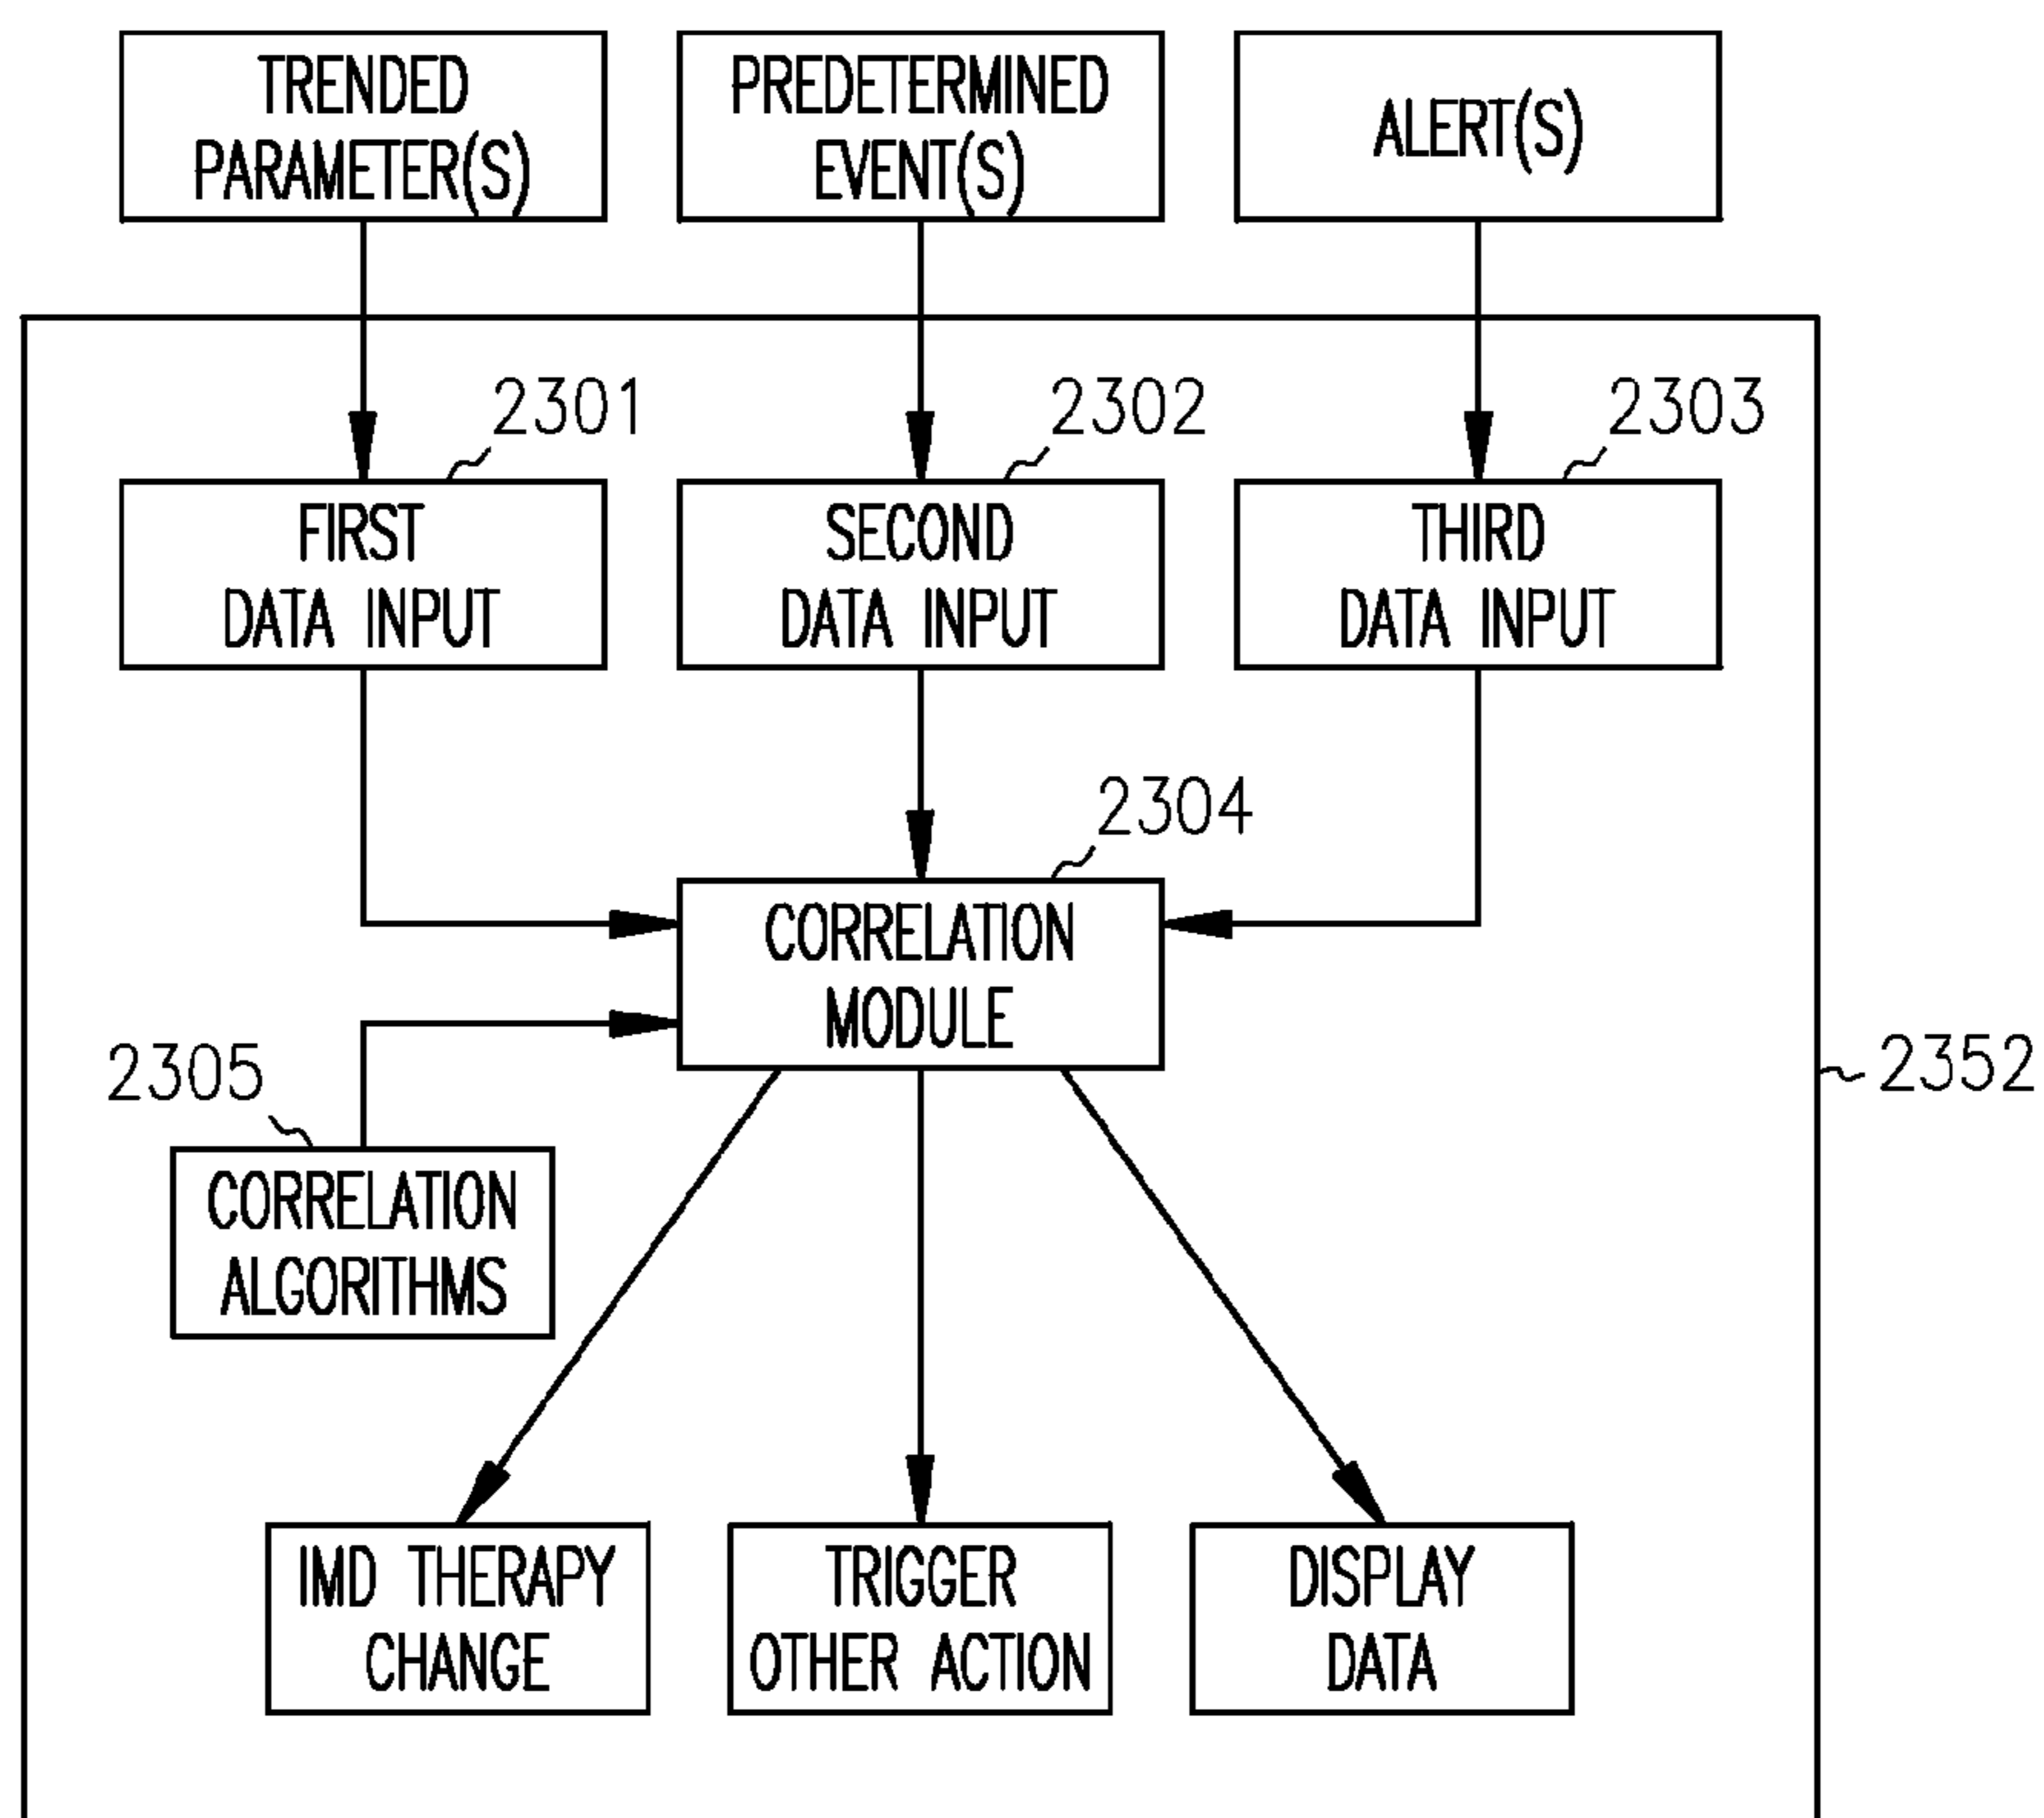 TRENDED
PARAMETER(S)
PREDETERMINED
EVENT(S)
ALERT(S)
2301
2302
2303
FIRST
DATA INPUT
SECOND
DATA INPUT
THIRD
DATA INPUT
2304
CORRELATION
MODULE
2305
2352
CORRELATION
ALGORITHMS
IMD THERAPY
CHANGE
TRIGGER
OTHER ACTION
DISPLAY
DATA